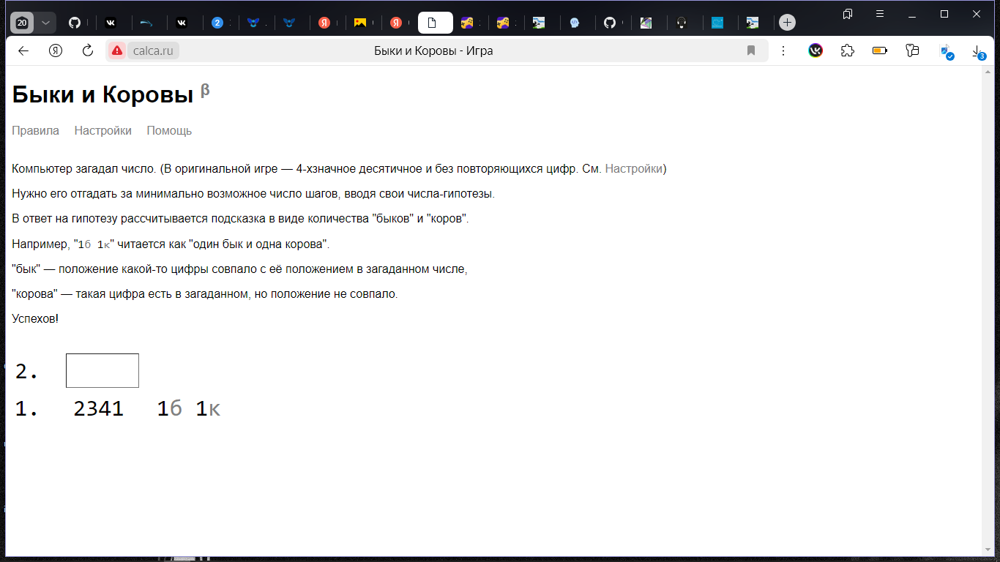 20
2
calca.ru
Быки и Коровы - Игра
3
Быки и Коровы β
Правила Настройки Помощь
Компьютер загадал число. (В оригинальной игре — 4-хзначное десятичное и без повторяющихся цифр. См. Настройки)
Нужно его отгадать за минимально возможное число шагов, вводя свои числа-гипотезы.
В ответ на гипотезу рассчитывается подсказка в виде количества "быков" и "коров".
Например, "1б 1к" читается как "один бык и одна корова".
"бык" — положение какой-то цифры совпало с её положением в загаданном числе,
"корова" — такая цифра есть в загаданном, но положение не совпало.
Успехов!
2.
1. 2341 1б 1к